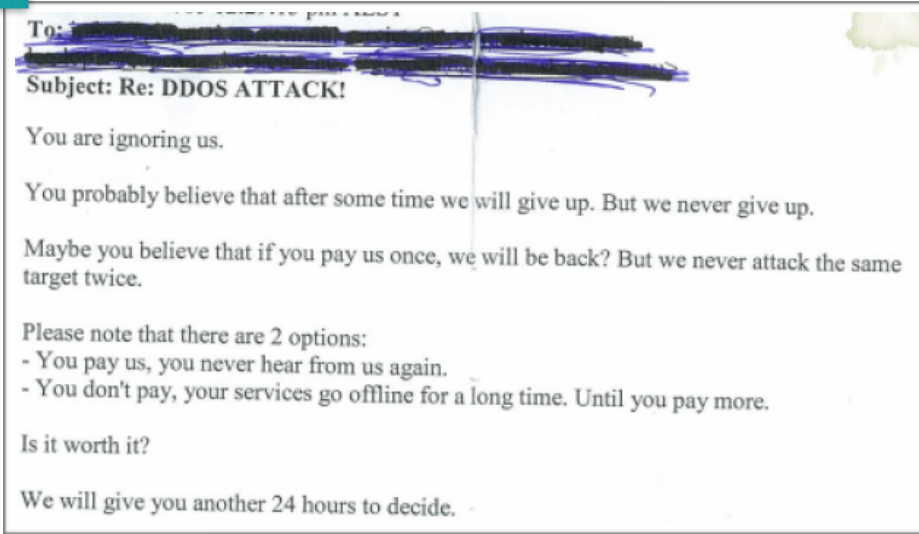 To:
Subject: Re: DDOS ATTACK!
You are ignoring us.
You probably believe that after some time we will give up. But we never give up.
Maybe you believe that if you pay us once, we will be back? But we never attack the same
target twice.
Please note that there are 2 options:
- You pay us, you never hear from us again.
- You don't pay, your services go offline for a long time. Until you pay more.
Is it worth it?
We will give you another 24 hours to decide.